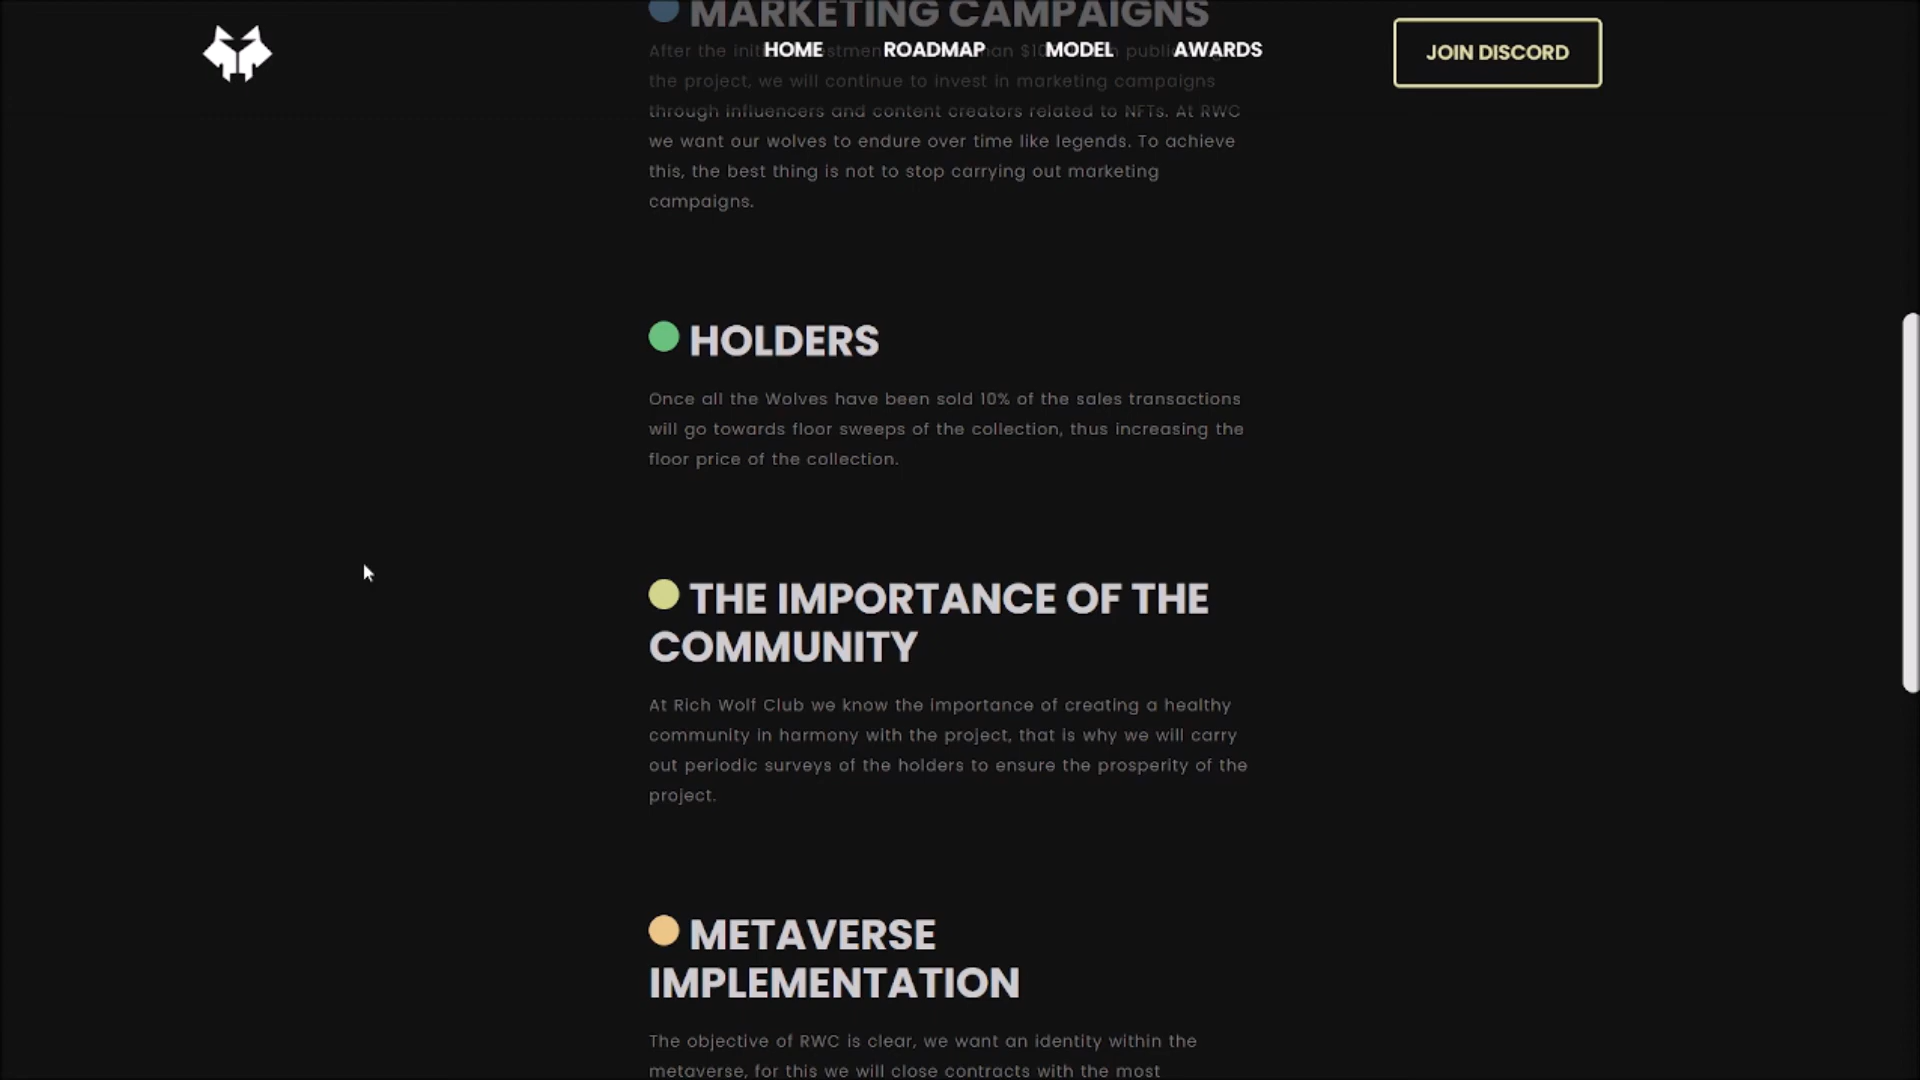 MARKETING CAMPAIGNS
HOME ROADMAP MODEL AWARDS
JOIN DISCORD
After the
the project, we will continue to invest in marketing campaigns
through influencers and content creators related to NFTs. At RWC
we want our wolves to endure over time like legends. To achieve
this, the best thing is not to stop carrying out marketing
campaigns.
HOLDERS
Once all the Wolves have been sold 10% of the sales transactions
will go towards floor sweeps of the collection, thus increasing the
floor price of the collection.
THE IMPORTANCE OF THE
COMMUNITY
At Rich Wolf Club we know the importance of creating a healthy
community in harmony with the project, that is why we will carry
out periodic surveys of the holders to ensure the prosperity of the
project.
METAVERSE
IMPLEMENTATION
The objective of RWC is clear, we want an identity within the
metaverse, for this we will close contracts with the most